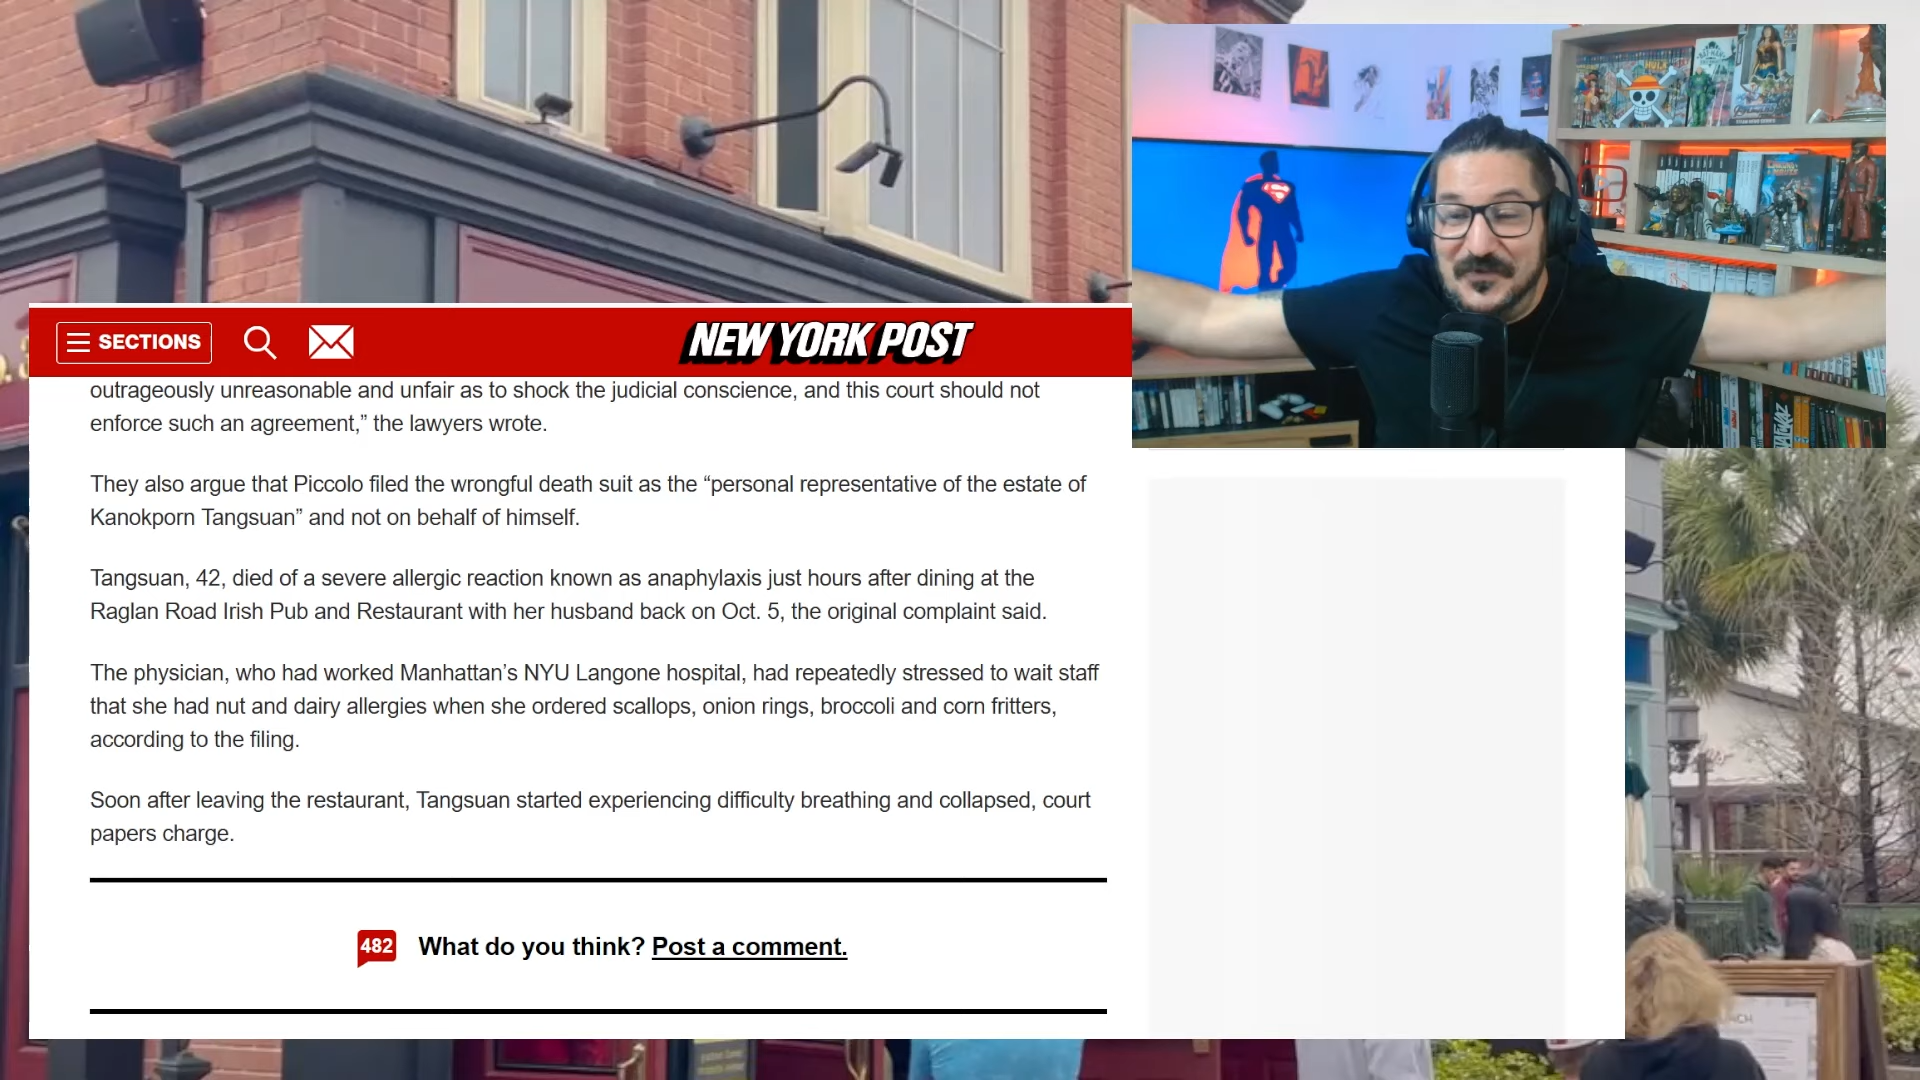 SECTIONS
NEW YORK POST
outrageously unreasonable and unfair as to shock the judicial conscience, and this court should not
enforce such an agreement,” the lawyers wrote.
They also argue that Piccolo filed the wrongful death suit as the “personal representative of the estate of
Kanokporn Tangsuan” and not on behalf of himself.
Tangsuan, 42, died of a severe allergic reaction known as anaphylaxis just hours after dining at the
Raglan Road Irish Pub and Restaurant with her husband back on Oct. 5, the original complaint said.
The physician, who had worked Manhattan’s NYU Langone hospital, had repeatedly stressed to wait staff
that she had nut and dairy allergies when she ordered scallops, onion rings, broccoli and corn fritters,
according to the filing.
Soon after leaving the restaurant, Tangsuan started experiencing difficulty breathing and collapsed, court
papers charge.
482 What do you think? Post a comment.